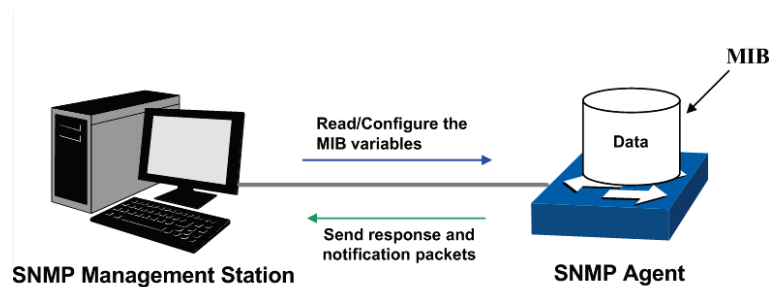 MIB
Read/Configure the
MIB variables
Data
Send response and
notification packets
SNMP Management Station
SNMP Agent